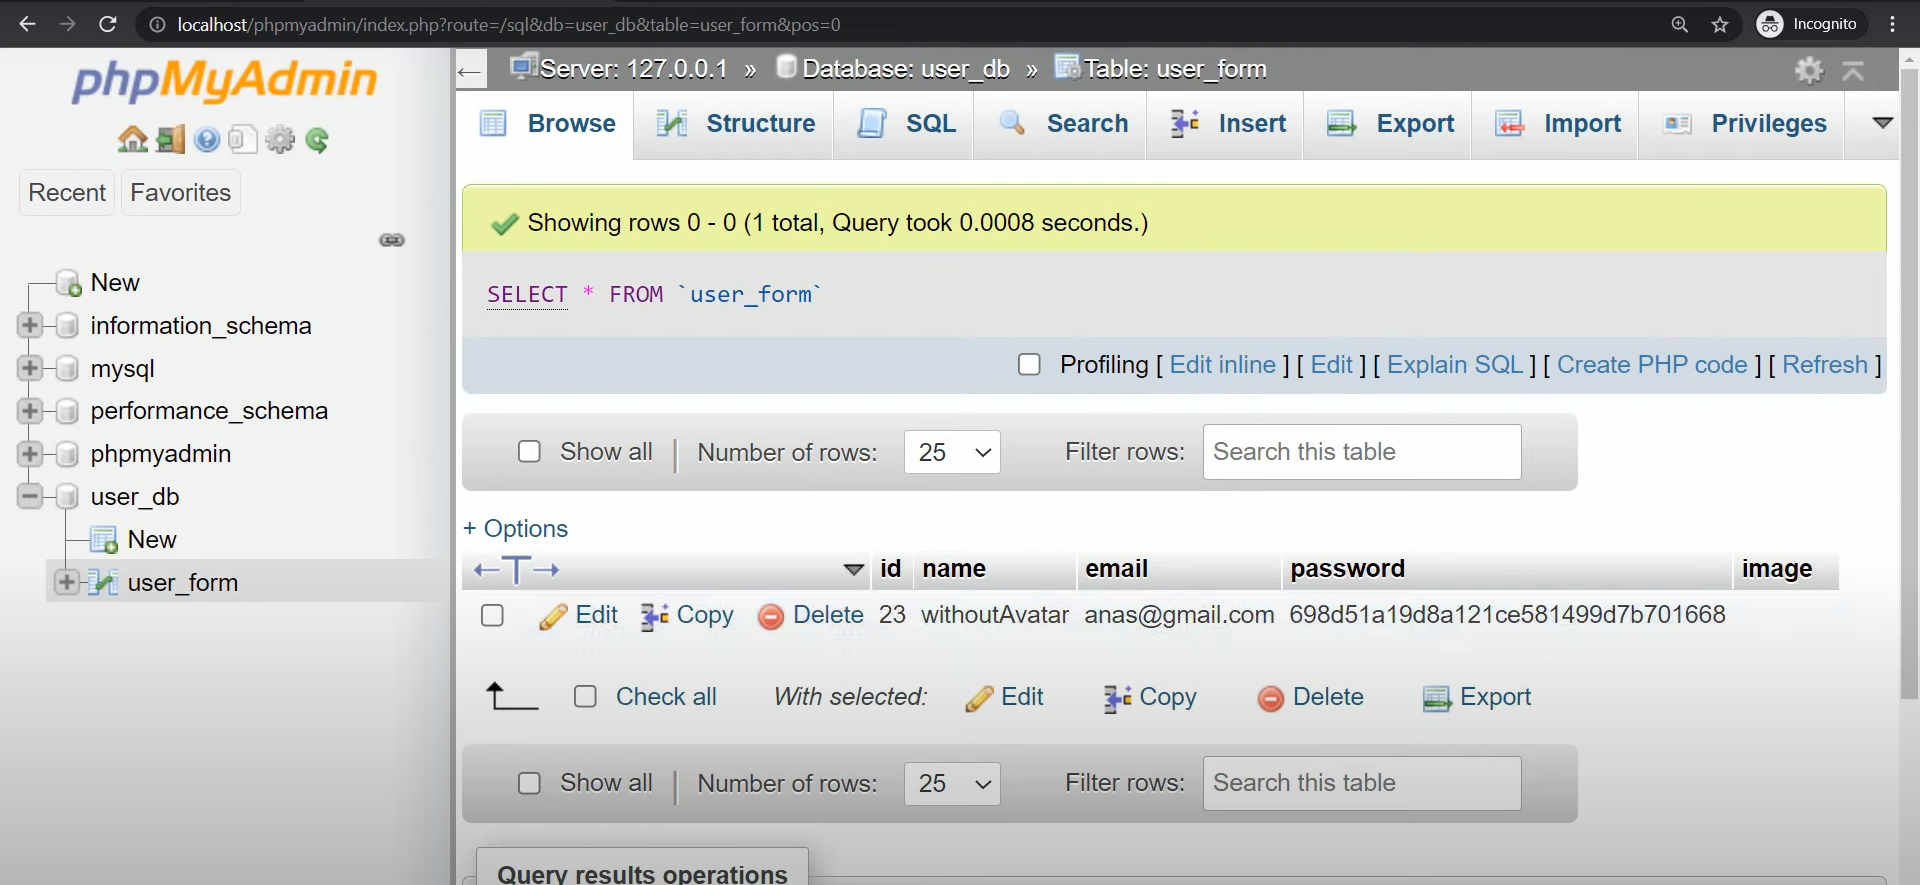 localhost/phpmyadmin/index.php?route=/sql&db=user_db&table=user_form&pos=0
Incognito
phpMyAdmin
Recent Favorites
New
information_schema
mysql
performance_schema
phpmyadmin
user_db
New
user_form
Server: 127.0.0.1 » Database: user_db » Table: user_form
Browse Structure SQL Search Insert Export Import Privileges
Showing rows 0 - 0 (1 total, Query took 0.0008 seconds.)
SELECT * FROM `user_form`
Profiling [ Edit inline ] [ Edit ] [ Explain SQL ] [ Create PHP code ] [ Refresh ]
Show all | Number of rows: 25 Filter rows: Search this table
+ Options
←T→ id name email password image
Edit Copy Delete 23 withoutAvatar anas@gmail.com 698d51a19d8a121ce581499d7b701668
Check all With selected: Edit Copy Delete Export
Show all | Number of rows: 25 Filter rows: Search this table
Query results operations